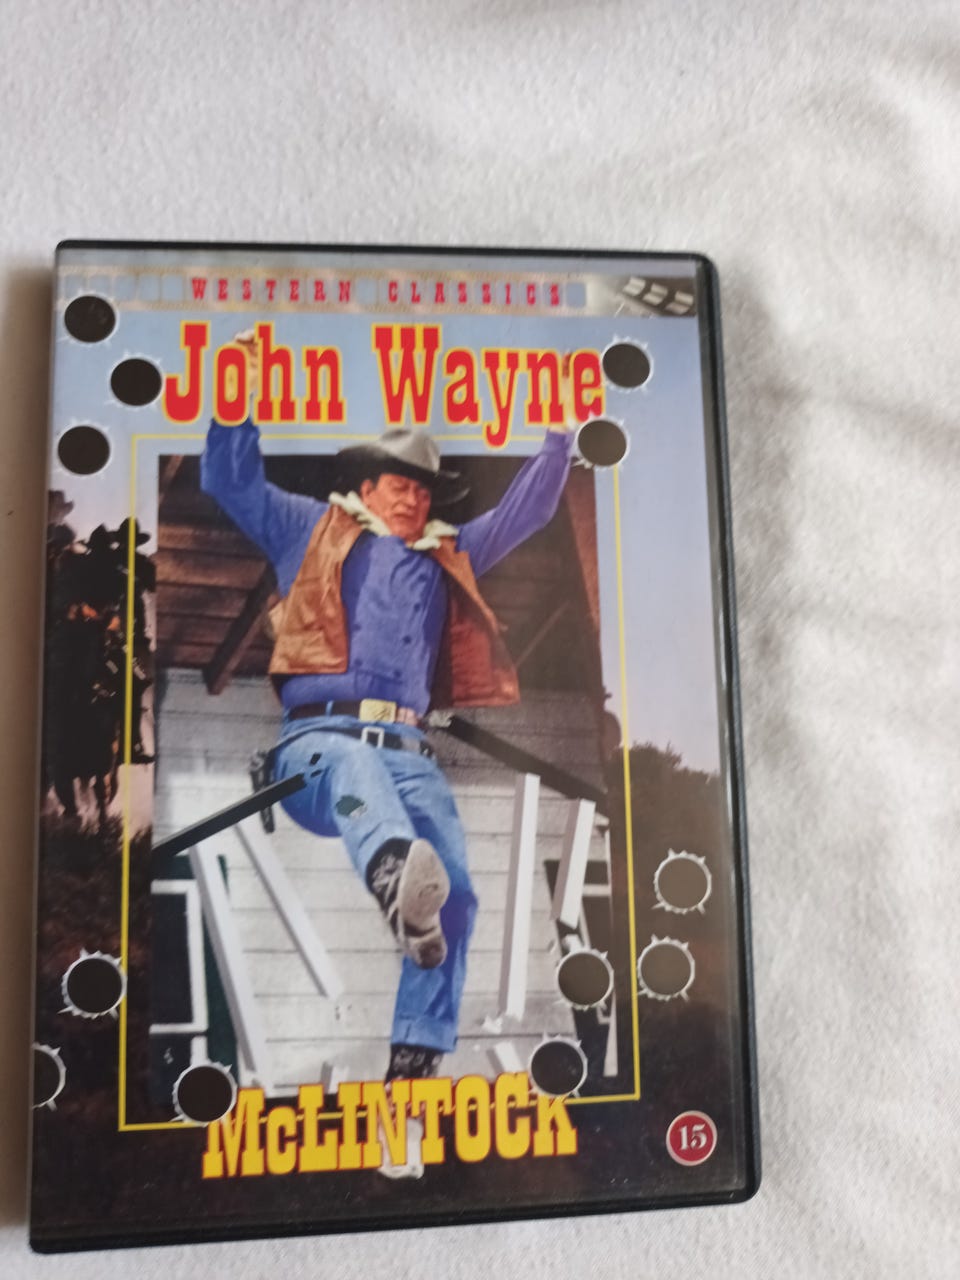 WESTERN CLASSICS
John Wayne
McLINTOCK
15